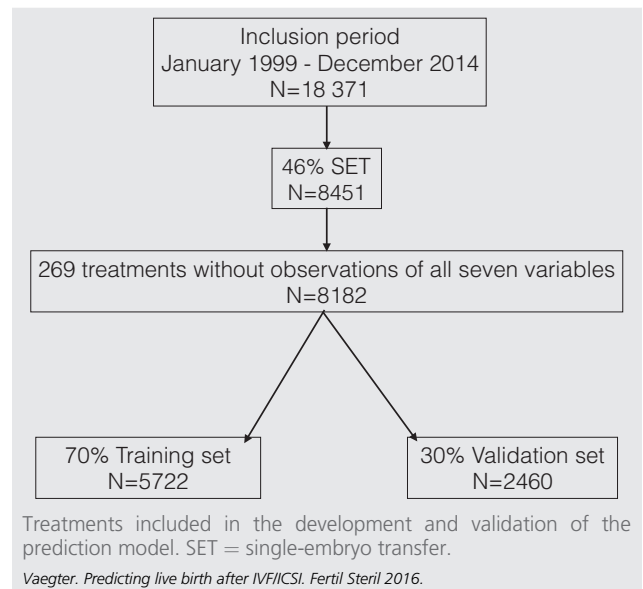 Inclusion period
January 1999 - December 2014
N=18 371
46% SET
N=8451
269 treatments without observations of all seven variables
N=8182
70% Training set
N=5722
30% Validation set
N=2460
Treatments included in the development and validation of the
prediction model. SET = single-embryo transfer.
Vaegter. Predicting live birth after IVF/ICSI. Fertil Steril 2016.